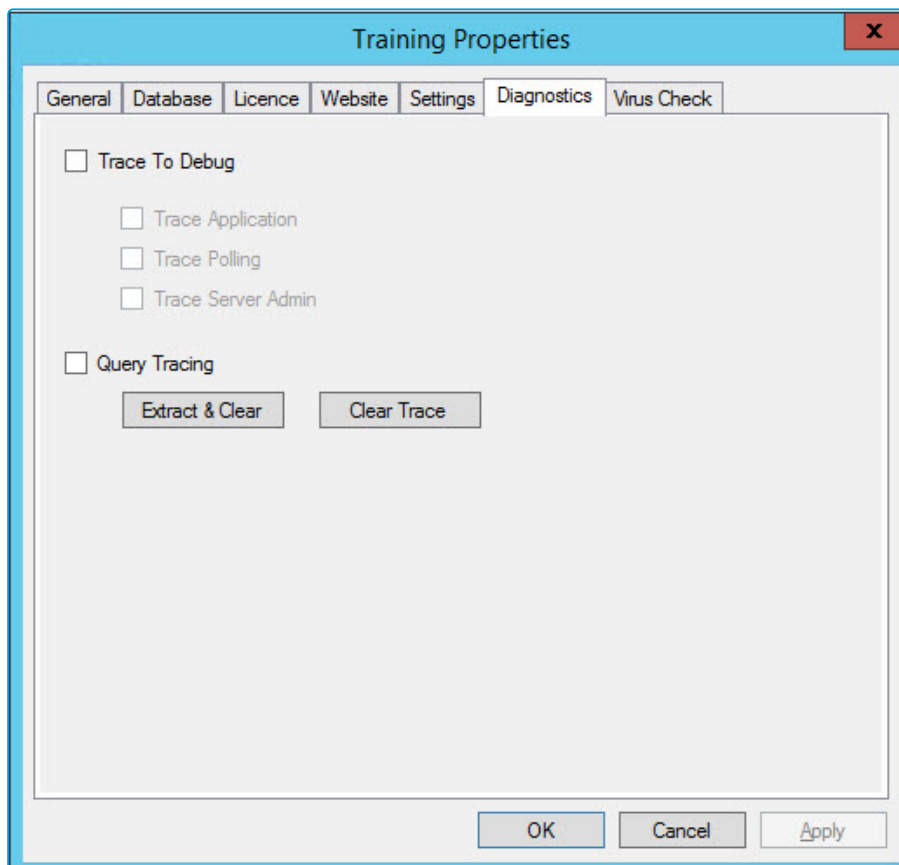 Training Properties
x
General Database Licence Website Settings Diagnostics Virus Check
Trace To Debug
Trace Application
Trace Polling
Trace Server Admin
Query Tracing
Extract & Clear Clear Trace
OK Cancel Apply